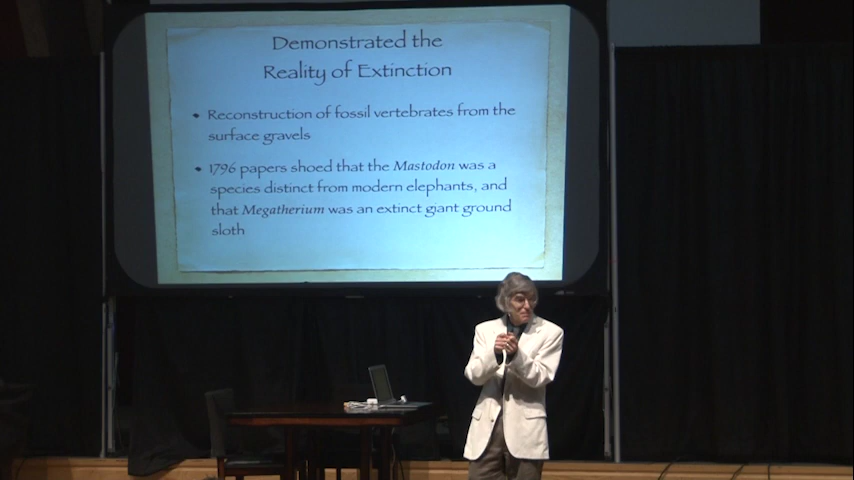 Demonstrated the
Reality of Extinction
• Reconstruction of fossil vertebrates from the
surface gravels
• 1796 papers shoed that the Mastodon was a
species distinct from modern elephants, and
that Megatherium was an extinct giant ground
sloth